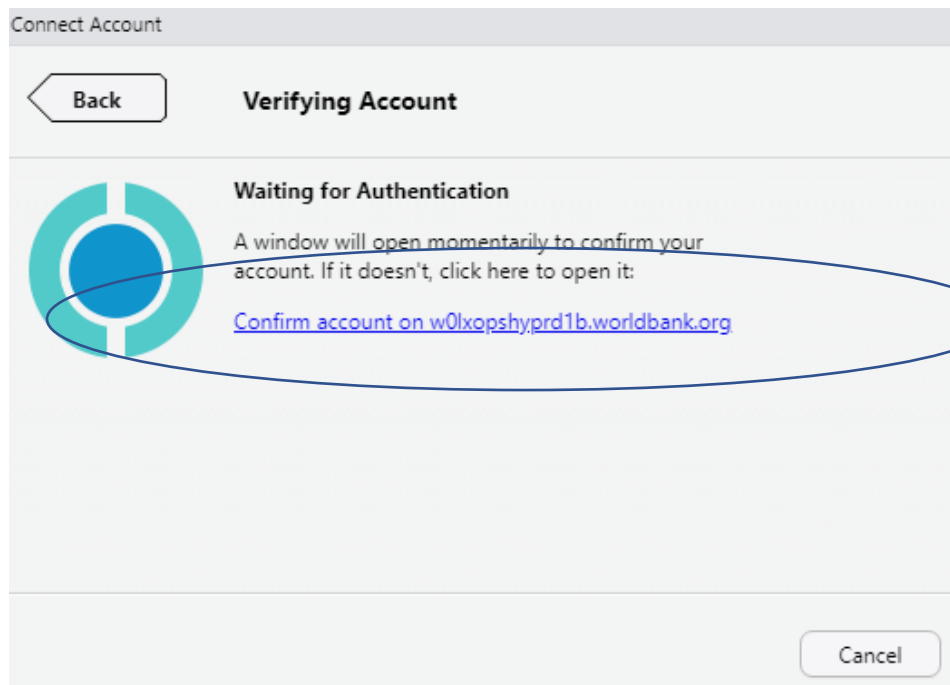 Connect Account
Back
Verifying Account
Waiting for Authentication
A window will open momentarily to confirm your
account. If it doesn't, click here to open it:
Confirm account on w0lxopshyprd1b.worldbank.org
Cancel